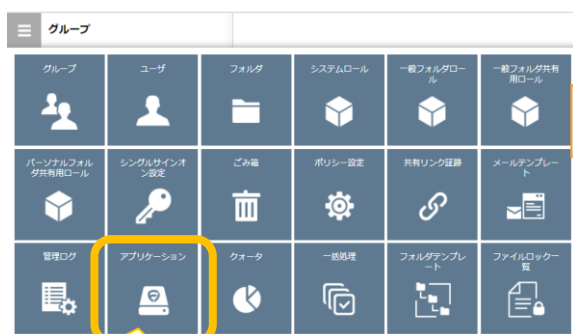 グループ
グループ
ユーザ
フォルダ
システムロール
一般フォルダロー
ル
一般フォルダ共有
用ロール
パーソナルフォル
ダ共有用ロール
シングルサインオ
ン設定
ごみ箱
ポリシー設定
共有リンク証跡
メールテンプレー
ト
管理ログ
アプリケーション
クォータ
一括処理
フォルダテンプレ
ート
ファイルロック一
覧